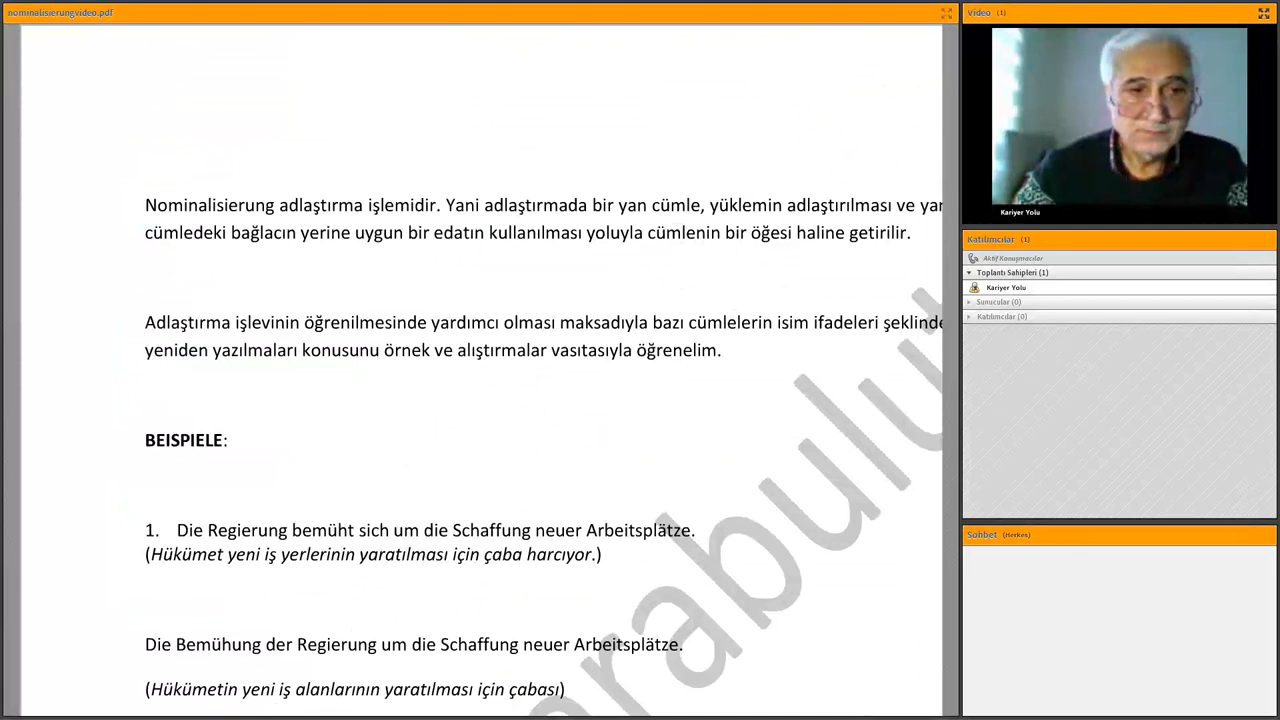 nominalisierungvideo.pdf
Nominalisierung adlaştırma işlemidir. Yani adlaştırmada bir yan cümle, yüklemin adlaştırılması ve yan
cümledeki bağlacın yerine uygun bir edatın kullanılması yoluyla cümlenin bir öğesi haline getirilir.
Adlaştırma işlevinin öğrenilmesinde yardımcı olması maksadıyla bazı cümlelerin isim ifadeleri şeklinde
yeniden yazılmaları konusunu örnek ve alıştırmalar vasıtasıyla öğrenelim.
BEISPIELE:
1. Die Regierung bemüht sich um die Schaffung neuer Arbeitsplätze.
(Hükümet yeni iş yerlerinin yaratılması için çaba harcıyor.)
Die Bemühung der Regierung um die Schaffung neuer Arbeitsplätze.
(Hükümetin yeni iş alanlarının yaratılması için çabası)
arabulut
Video (1)
Kariyer Yolu
Katılımcılar (1)
Aktif Konuşmacılar
Toplantı Sahipleri (1)
Kariyer Yolu
Sunucular (0)
Katılımcılar (0)
Sohbet (Herkes)